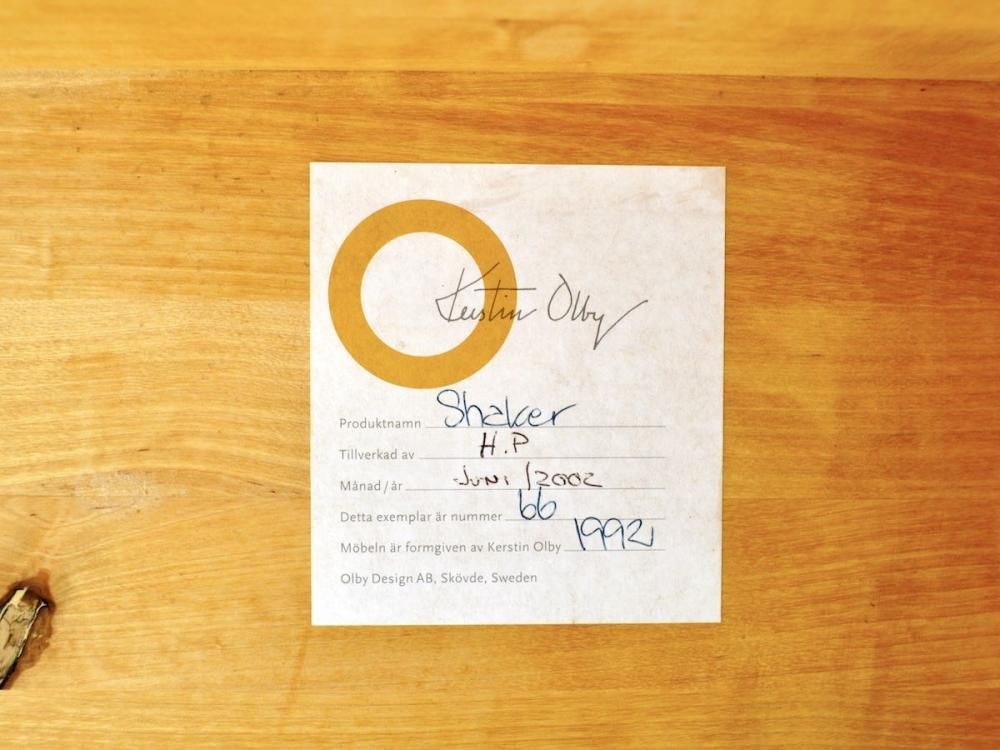 Kerstin Olby
Produktnamn Shaker
Tillverkad av H.P
Månad/år Juni/2002
Detta exemplar är nummer 66
Möbeln är formgiven av Kerstin Olby 1992
Olby Design AB, Skövde, Sweden